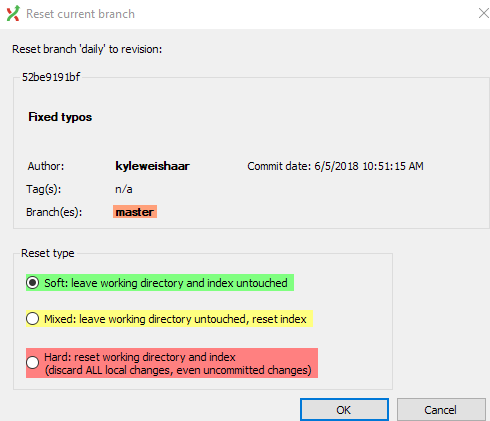 Reset current branch
Reset branch 'daily' to revision:
52be9191bf
Fixed typos
Author: kyleweishaar Commit date: 6/5/2018 10:51:15 AM
Tag(s): n/a
Branch(es): master
Reset type
Soft: leave working directory and index untouched
Mixed: leave working directory untouched, reset index
Hard: reset working directory and index
(discard ALL local changes, even uncommitted changes)
OK Cancel